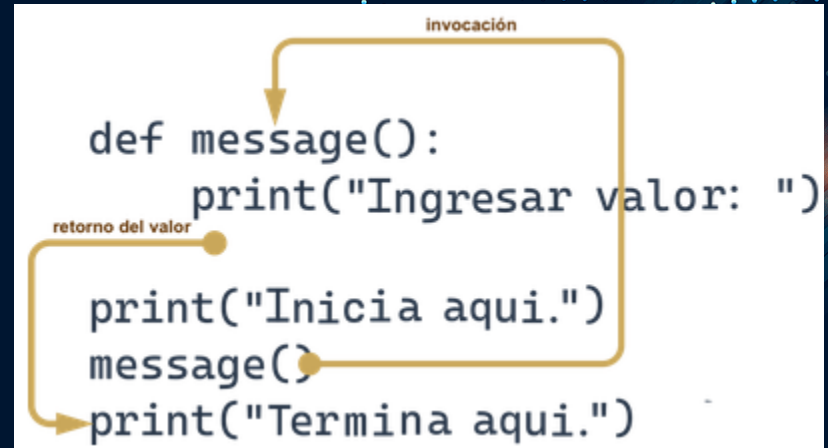 invocación
def message():
print("Ingresar valor: ")
retorno del valor
print("Inicia aqui.")
message()
print("Termina aqui.")